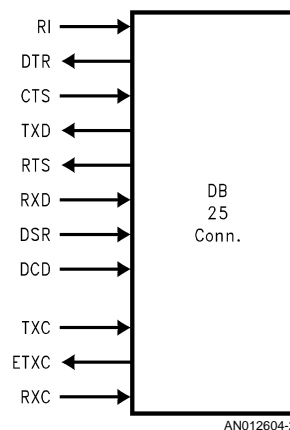 RI
DTR
CTS
TXD
RTS
RXD
DSR
DCD
TXC
ETXC
RXC
DB
25
Conn.